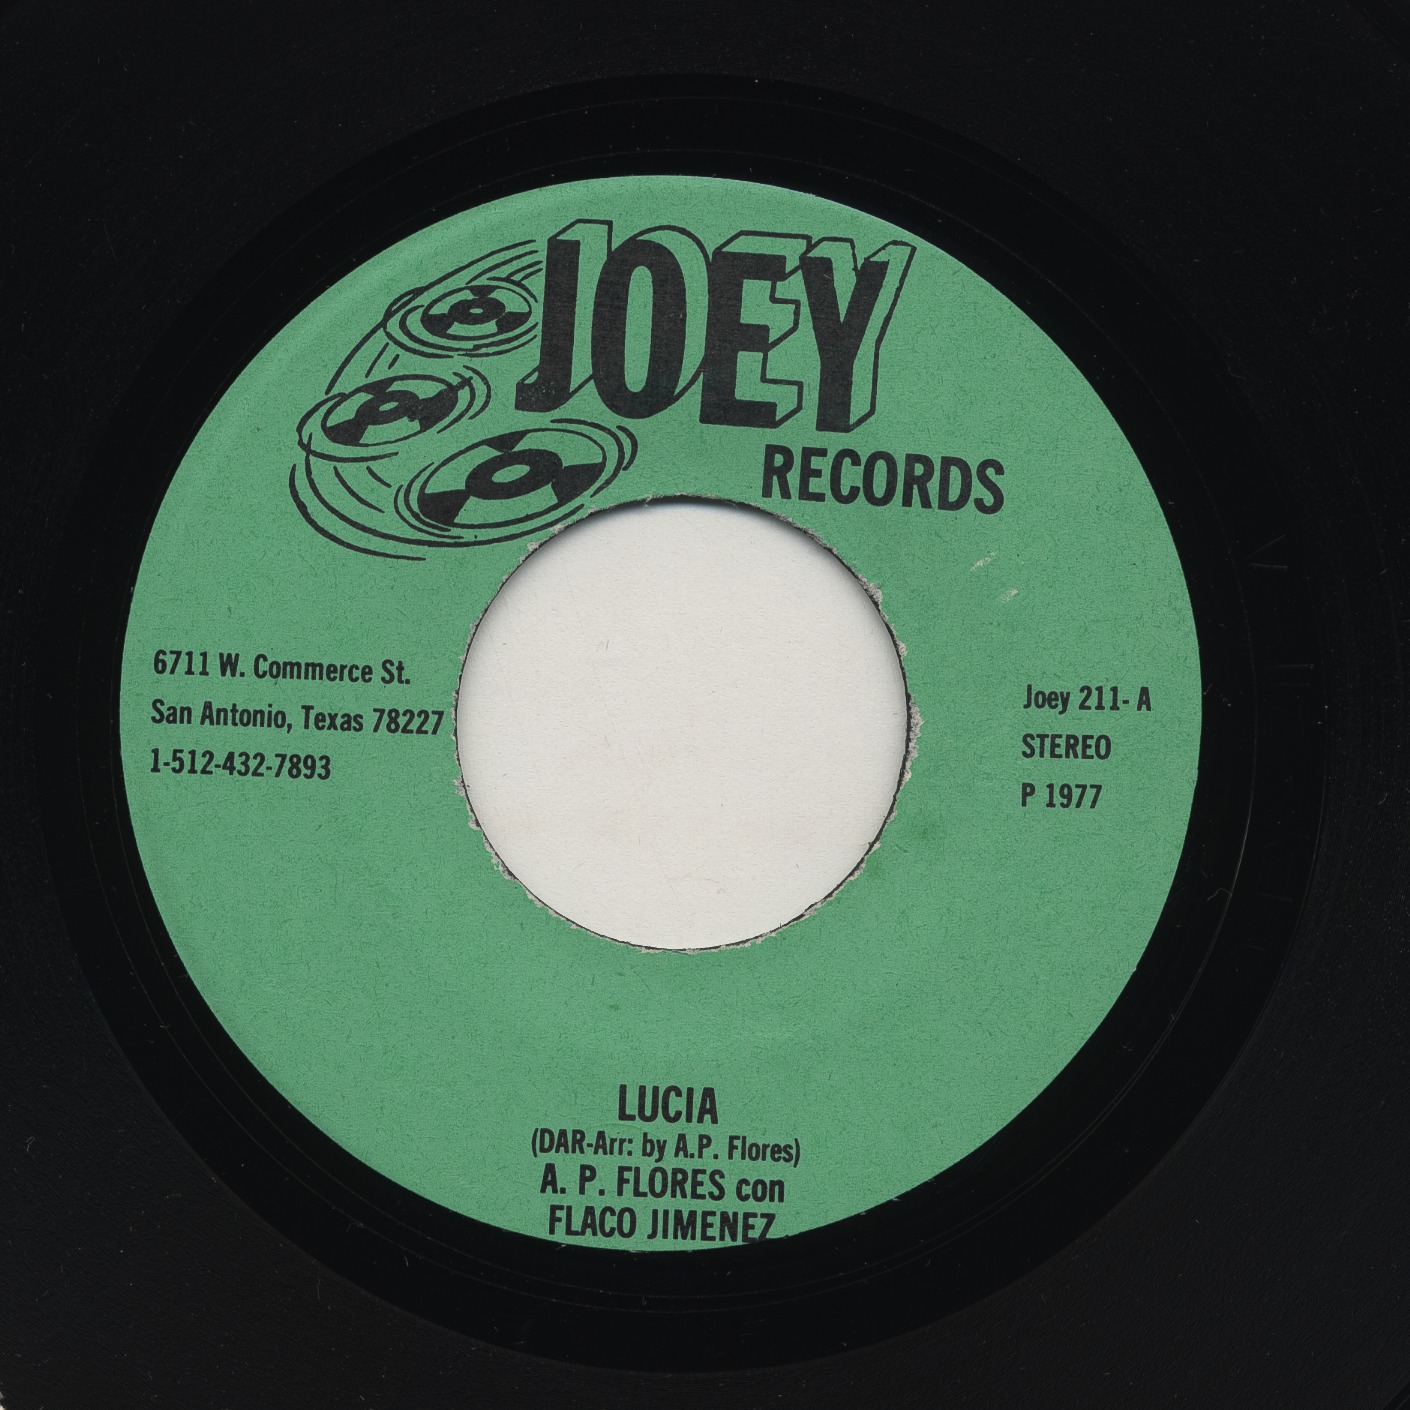 JOEY
RECORDS
6711 W. Commerce St.
San Antonio, Texas 78227
1-512-432-7893
Joey 211- A
STEREO
P 1977
LUCIA
(DAR-Arr: by A.P. Flores)
A. P. FLORES con
FLACO JIMENEZ